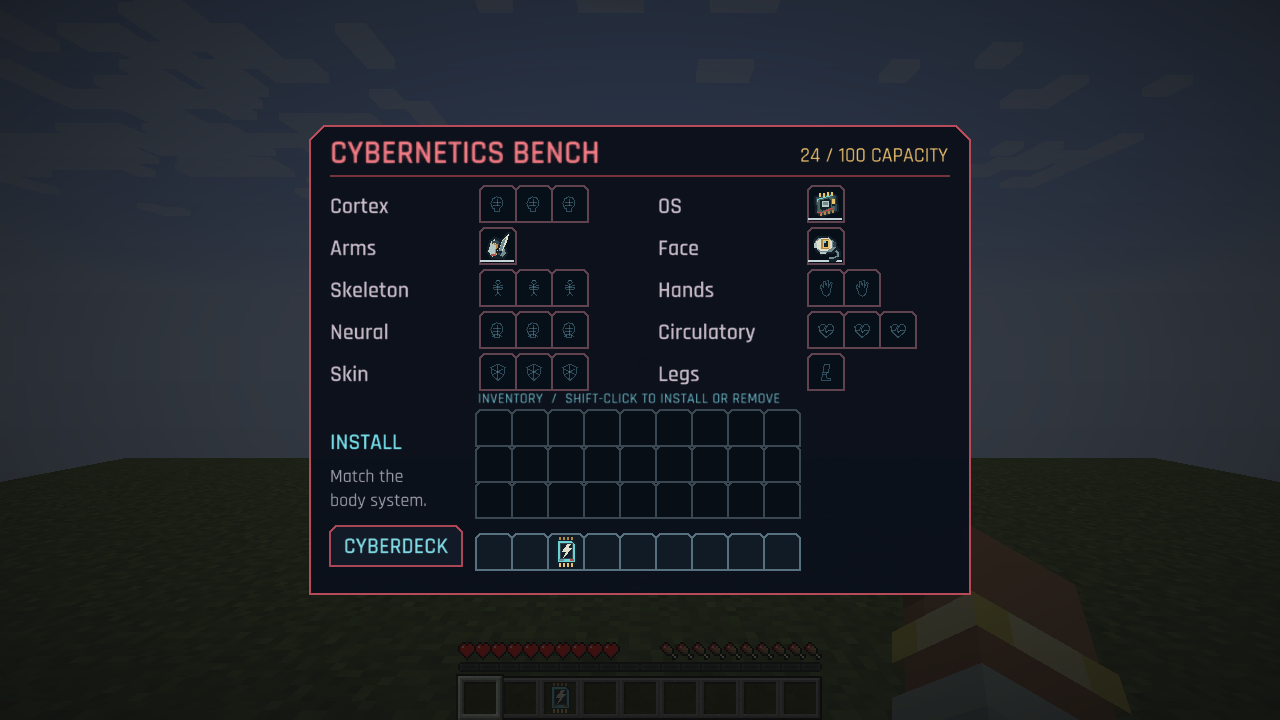 CYBERNETICS BENCH
24 / 100 CAPACITY
Cortex
OS
Arms
Face
Skeleton
Hands
Neural
Circulatory
Skin
Legs
INVENTORY / SHIFT-CLICK TO INSTALL OR REMOVE
INSTALL
Match the
body system.
CYBERDECK